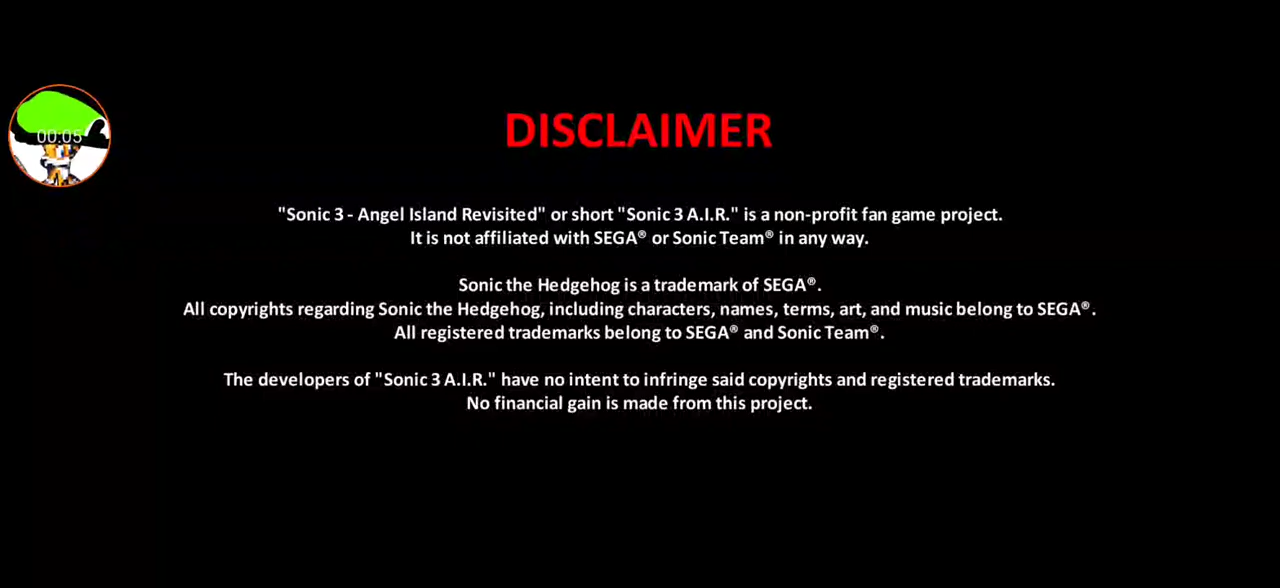 DISCLAIMER
00:05
"Sonic 3 - Angel Island Revisited" or short "Sonic 3 A.I.R." is a non-profit fan game project.
It is not affiliated with SEGA® or Sonic Team® in any way.
Sonic the Hedgehog is a trademark of SEGA®.
All copyrights regarding Sonic the Hedgehog, including characters, names, terms, art, and music belong to SEGA®.
All registered trademarks belong to SEGA® and Sonic Team®.
The developers of "Sonic 3 A.I.R." have no intent to infringe said copyrights and registered trademarks.
No financial gain is made from this project.